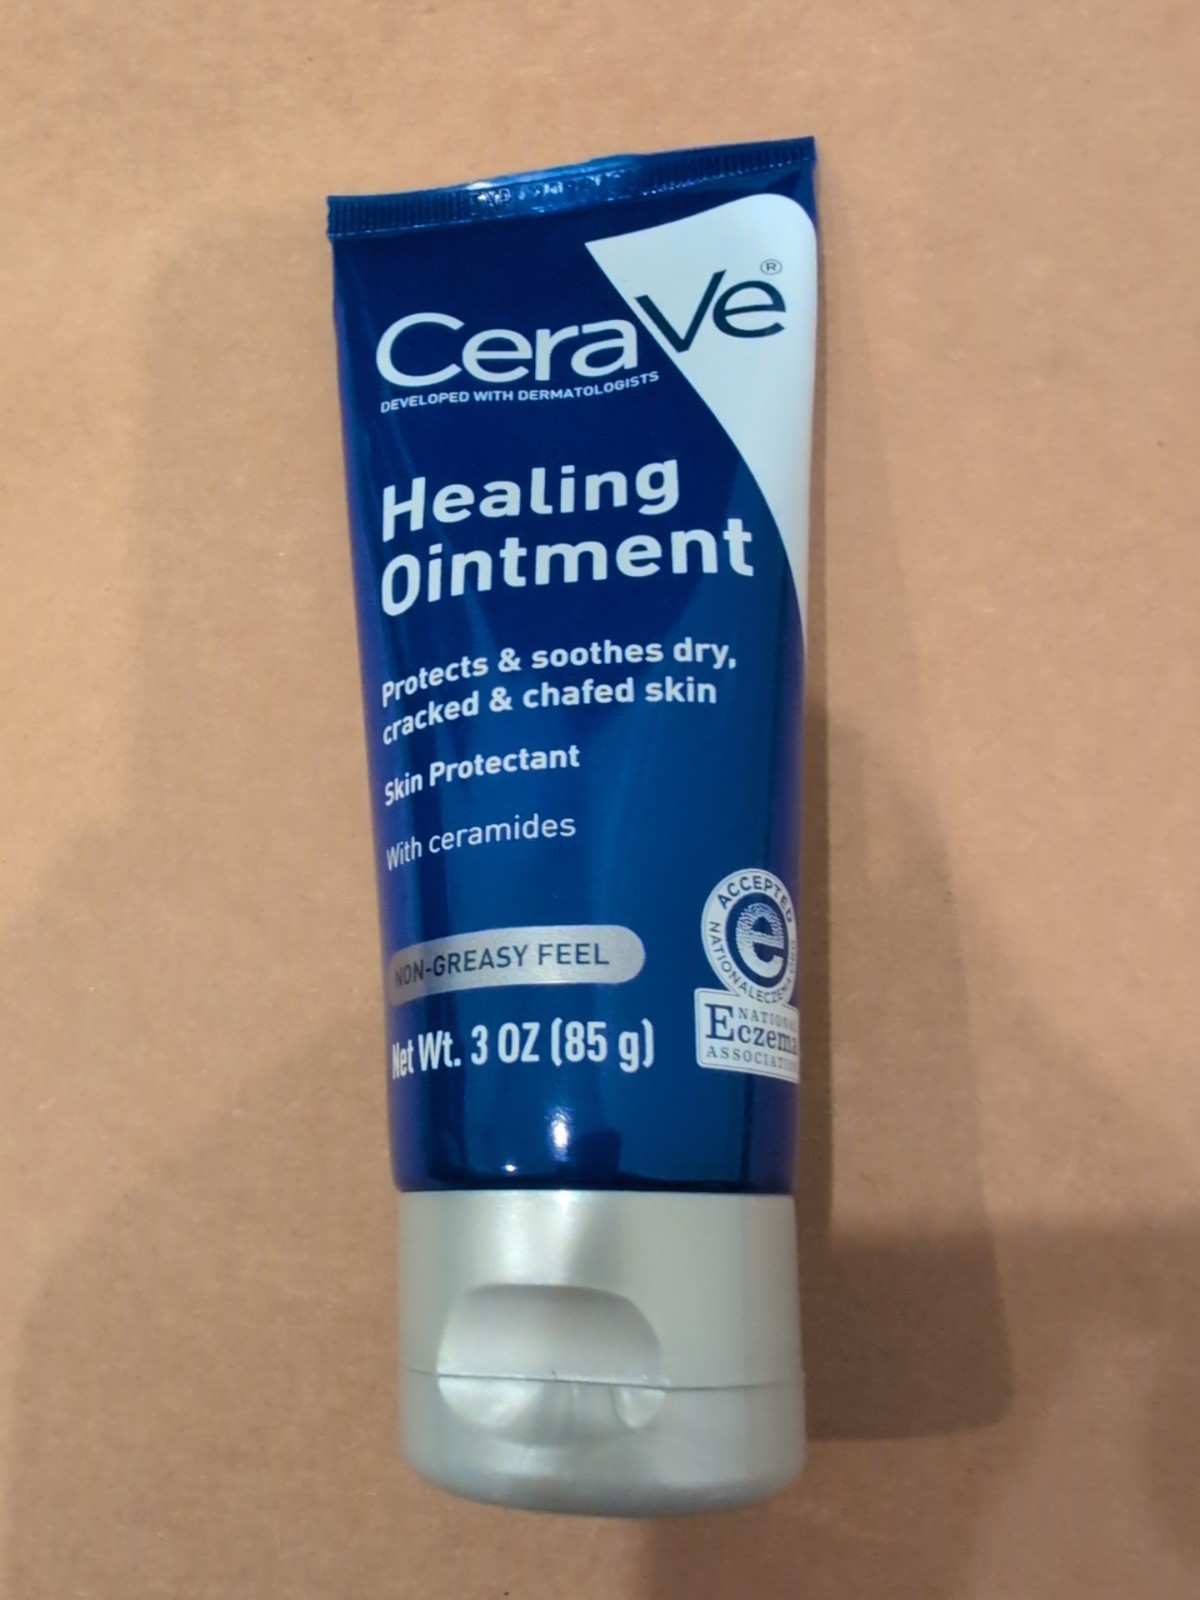 CeraVe®
DEVELOPED WITH DERMATOLOGISTS
Healing
Ointment
Protects & soothes dry,
cracked & chafed skin
Skin Protectant
With ceramides
NON-GREASY FEEL
Net Wt. 3 OZ (85 g)
ACCEPTED
e
NATIONAL
Eczema
ASSOCIATION